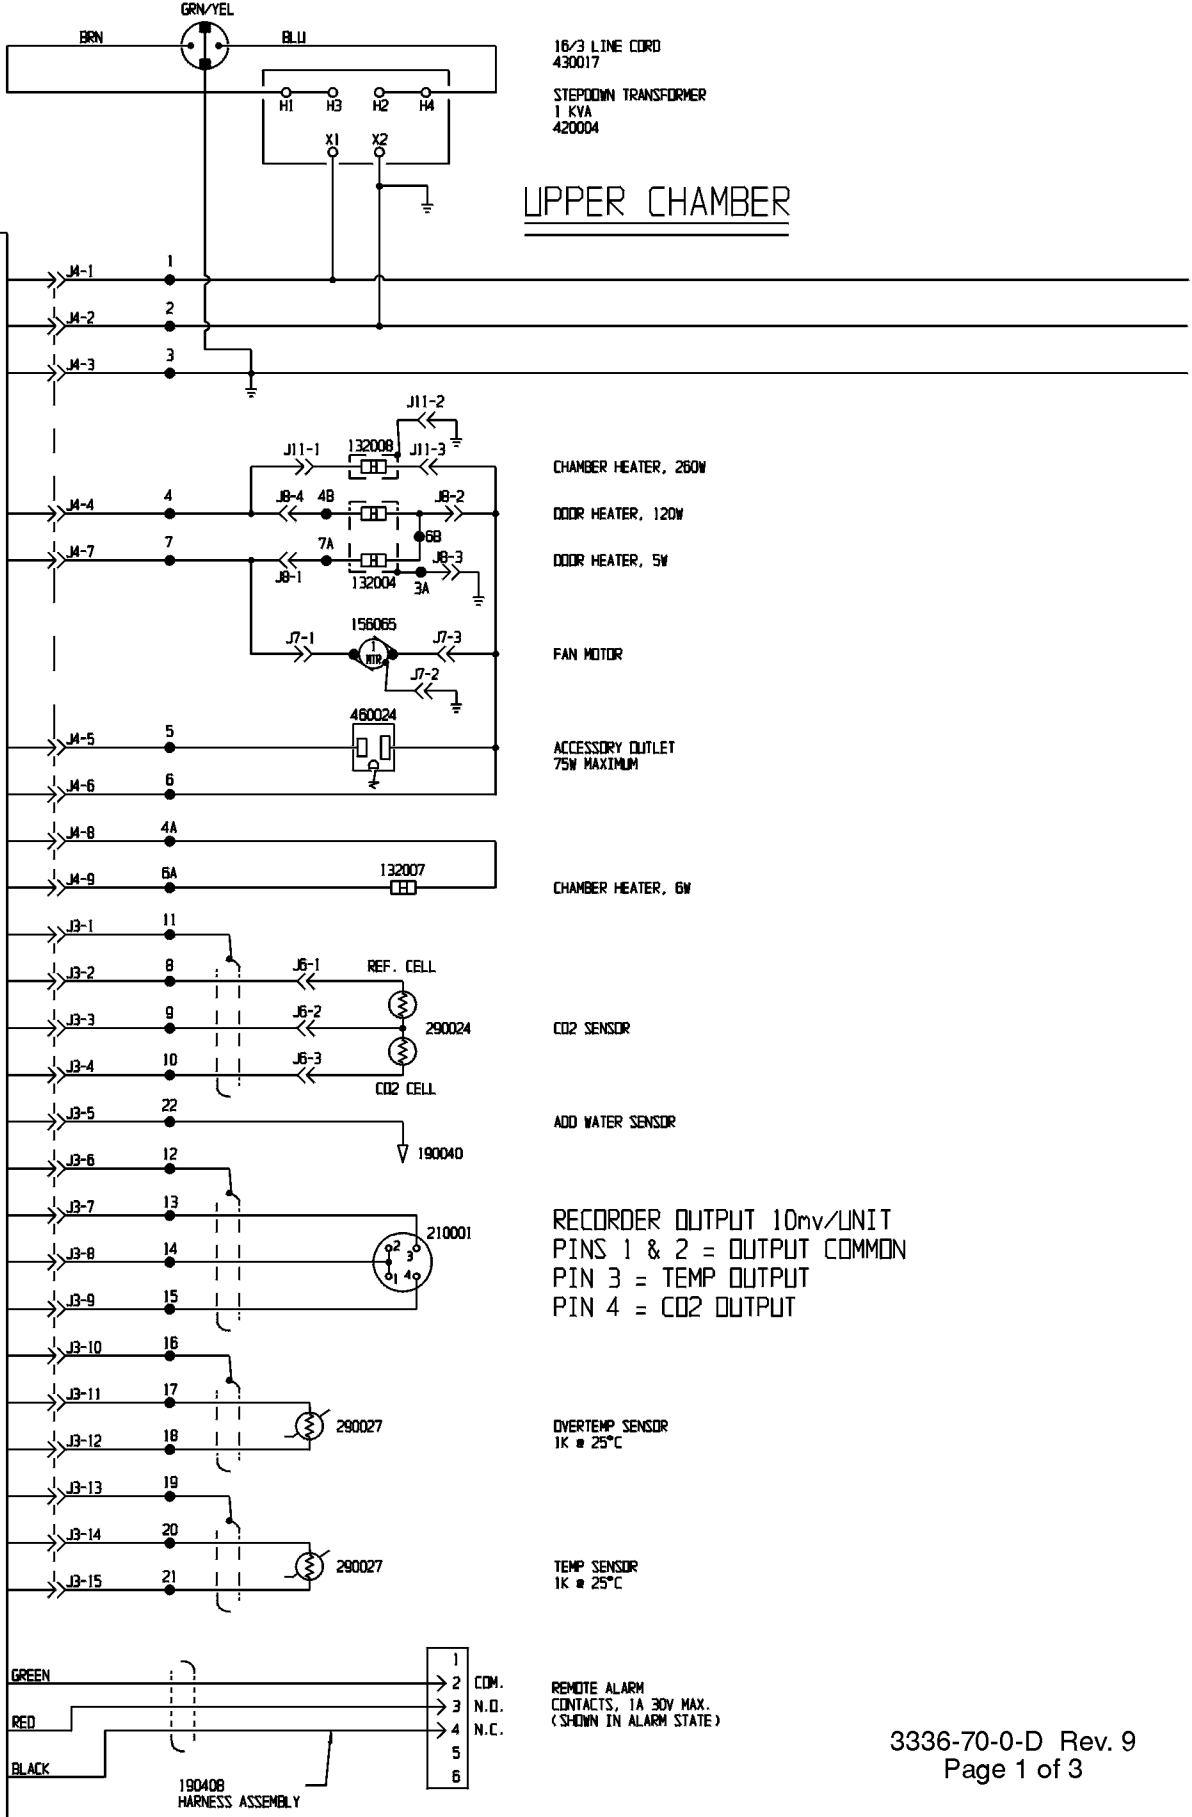 GRN/YEL
BRN
BLU
H1
H3
H2
H4
X1
X2
16/3 LINE CORD
430017
STEPDOWN TRANSFORMER
1 KVA
420004
UPPER CHAMBER
J4-1
1
J4-2
2
J4-3
3
J11-2
J11-1
132008
J11-3
CHAMBER HEATER, 260W
J4-4
4
J8-4
4B
J8-2
DOOR HEATER, 120W
6B
J4-7
7
7A
J8-3
DOOR HEATER, 5W
J8-1
132004
3A
156065
J7-1
1
MTR
J7-3
FAN MOTOR
J7-2
460024
J4-5
5
ACCESSORY OUTLET
75W MAXIMUM
J4-6
6
J4-8
4A
J4-9
6A
132007
CHAMBER HEATER, 6W
J3-1
11
J3-2
8
J6-1
REF. CELL
J3-3
9
J6-2
290024
CO2 SENSOR
J3-4
10
J6-3
CO2 CELL
J3-5
22
ADD WATER SENSOR
190040
J3-6
12
J3-7
13
210001
RECORDER OUTPUT 10mv/UNIT
PINS 1 & 2 = OUTPUT COMMON
PIN 3 = TEMP OUTPUT
PIN 4 = CO2 OUTPUT
J3-8
14
2
3
1
4
J3-9
15
J3-10
16
J3-11
17
290027
OVERTEMP SENSOR
1K @ 25°C
J3-12
18
J3-13
19
J3-14
20
290027
TEMP SENSOR
1K @ 25°C
J3-15
21
GREEN
RED
BLACK
1
2 COM.
3 N.O.
4 N.C.
5
6
REMOTE ALARM
CONTACTS, 1A 30V MAX.
(SHOWN IN ALARM STATE)
190408
HARNESS ASSEMBLY
3336-70-0-D Rev. 9
Page 1 of 3